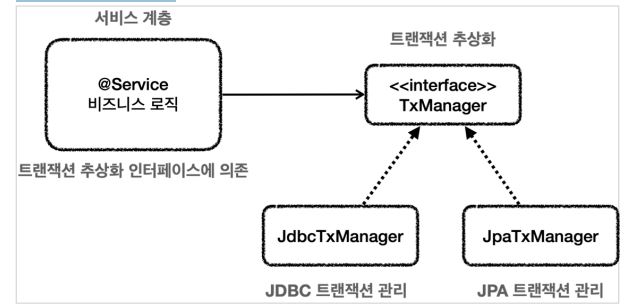 서비스 계층
트랜잭션 추상화
@Service
비즈니스 로직
<<interface>>
TxManager
트랜잭션 추상화 인터페이스에 의존
JdbcTxManager
JpaTxManager
JDBC 트랜잭션 관리
JPA 트랜잭션 관리